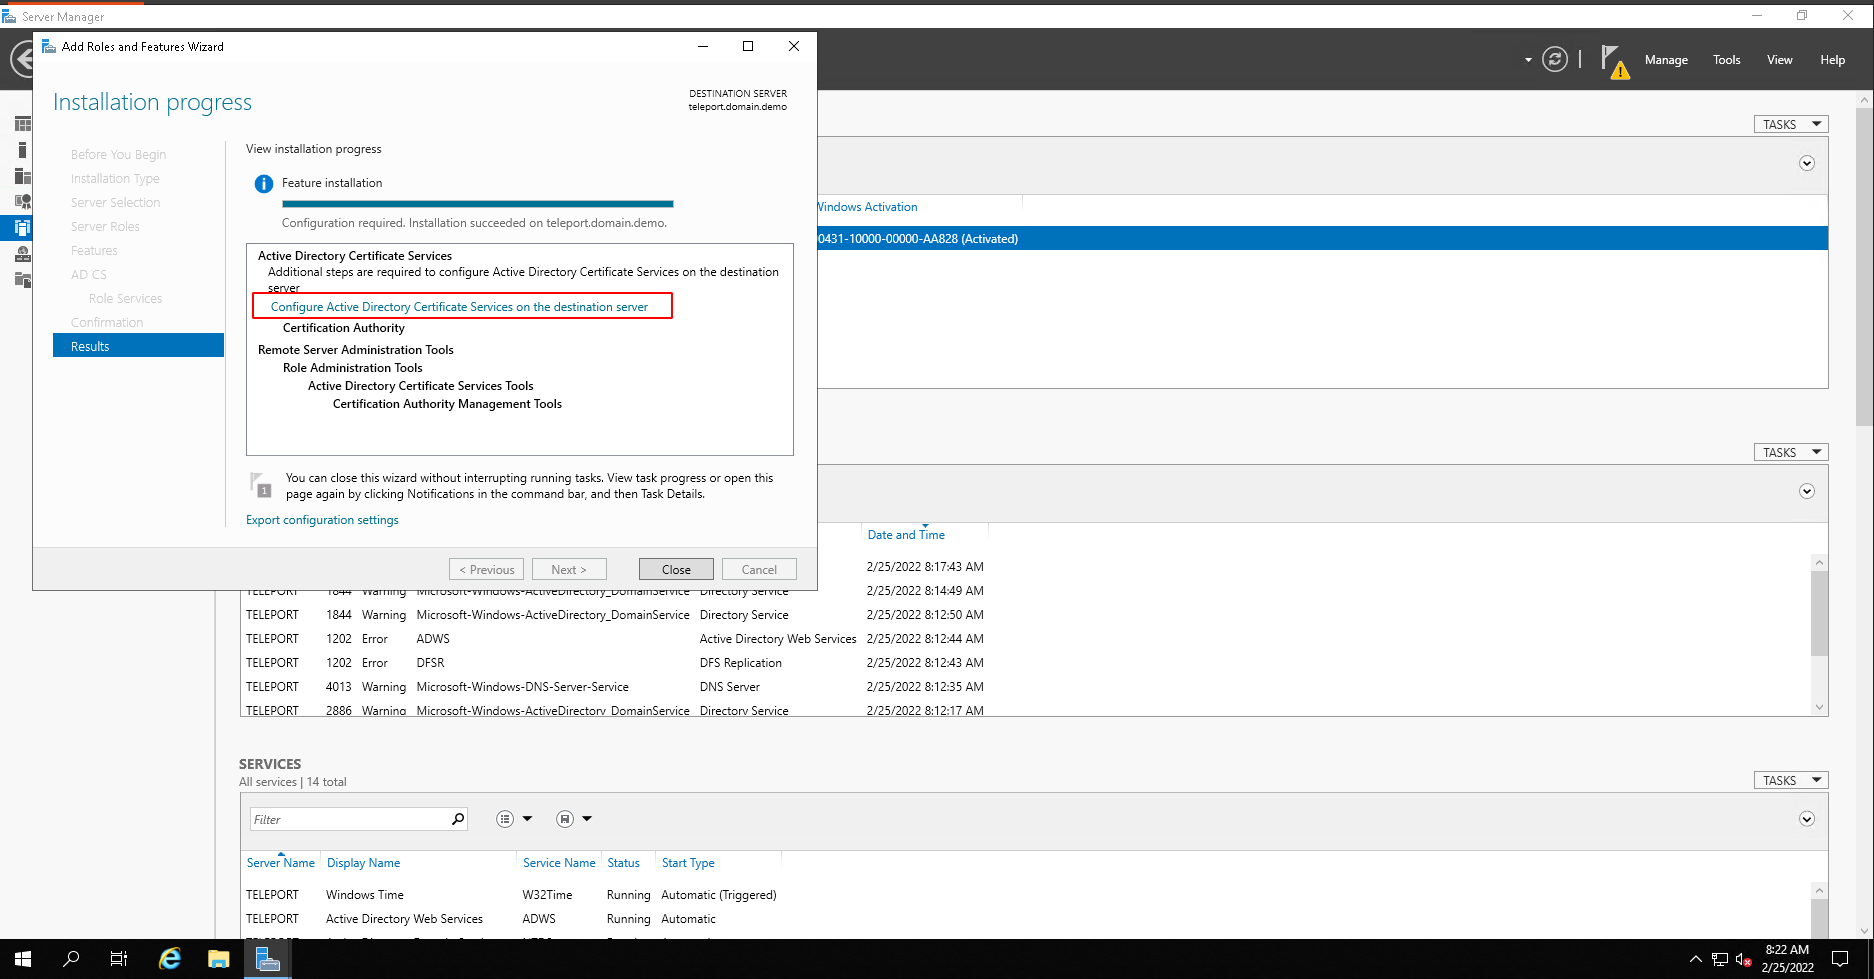 Server Manager
Add Roles and Features Wizard
Manage Tools View Help
Installation progress
DESTINATION SERVER
teleport.domain.demo
Before You Begin
Installation Type
Server Selection
Server Roles
Features
AD CS
Role Services
Confirmation
Results
View installation progress
Feature installation
Configuration required. Installation succeeded on teleport.domain.demo.
Active Directory Certificate Services
Additional steps are required to configure Active Directory Certificate Services on the destination
server
Configure Active Directory Certificate Services on the destination server
Certification Authority
Remote Server Administration Tools
Role Administration Tools
Active Directory Certificate Services Tools
Certification Authority Management Tools
1
You can close this wizard without interrupting running tasks. View task progress or open this
page again by clicking Notifications in the command bar, and then Task Details.
Export configuration settings
< Previous Next > Close Cancel
TASKS
Windows Activation
0431-10000-00000-AA828 (Activated)
TASKS
Date and Time
2/25/2022 8:17:43 AM
TELEPORT 1844 Warning Microsoft-Windows-ActiveDirectory_DomainService Directory Service 2/25/2022 8:14:49 AM
TELEPORT 1844 Warning Microsoft-Windows-ActiveDirectory_DomainService Directory Service 2/25/2022 8:12:50 AM
TELEPORT 1202 Error ADWS Active Directory Web Services 2/25/2022 8:12:44 AM
TELEPORT 1202 Error DFSR DFS Replication 2/25/2022 8:12:43 AM
TELEPORT 4013 Warning Microsoft-Windows-DNS-Server-Service DNS Server 2/25/2022 8:12:35 AM
TELEPORT 2886 Warning Microsoft-Windows-ActiveDirectory_DomainService Directory Service 2/25/2022 8:12:17 AM
SERVICES
All services | 14 total
TASKS
Filter
Server Name Display Name Service Name Status Start Type
TELEPORT Windows Time W32Time Running Automatic (Triggered)
TELEPORT Active Directory Web Services ADWS Running Automatic
8:22 AM
2/25/2022